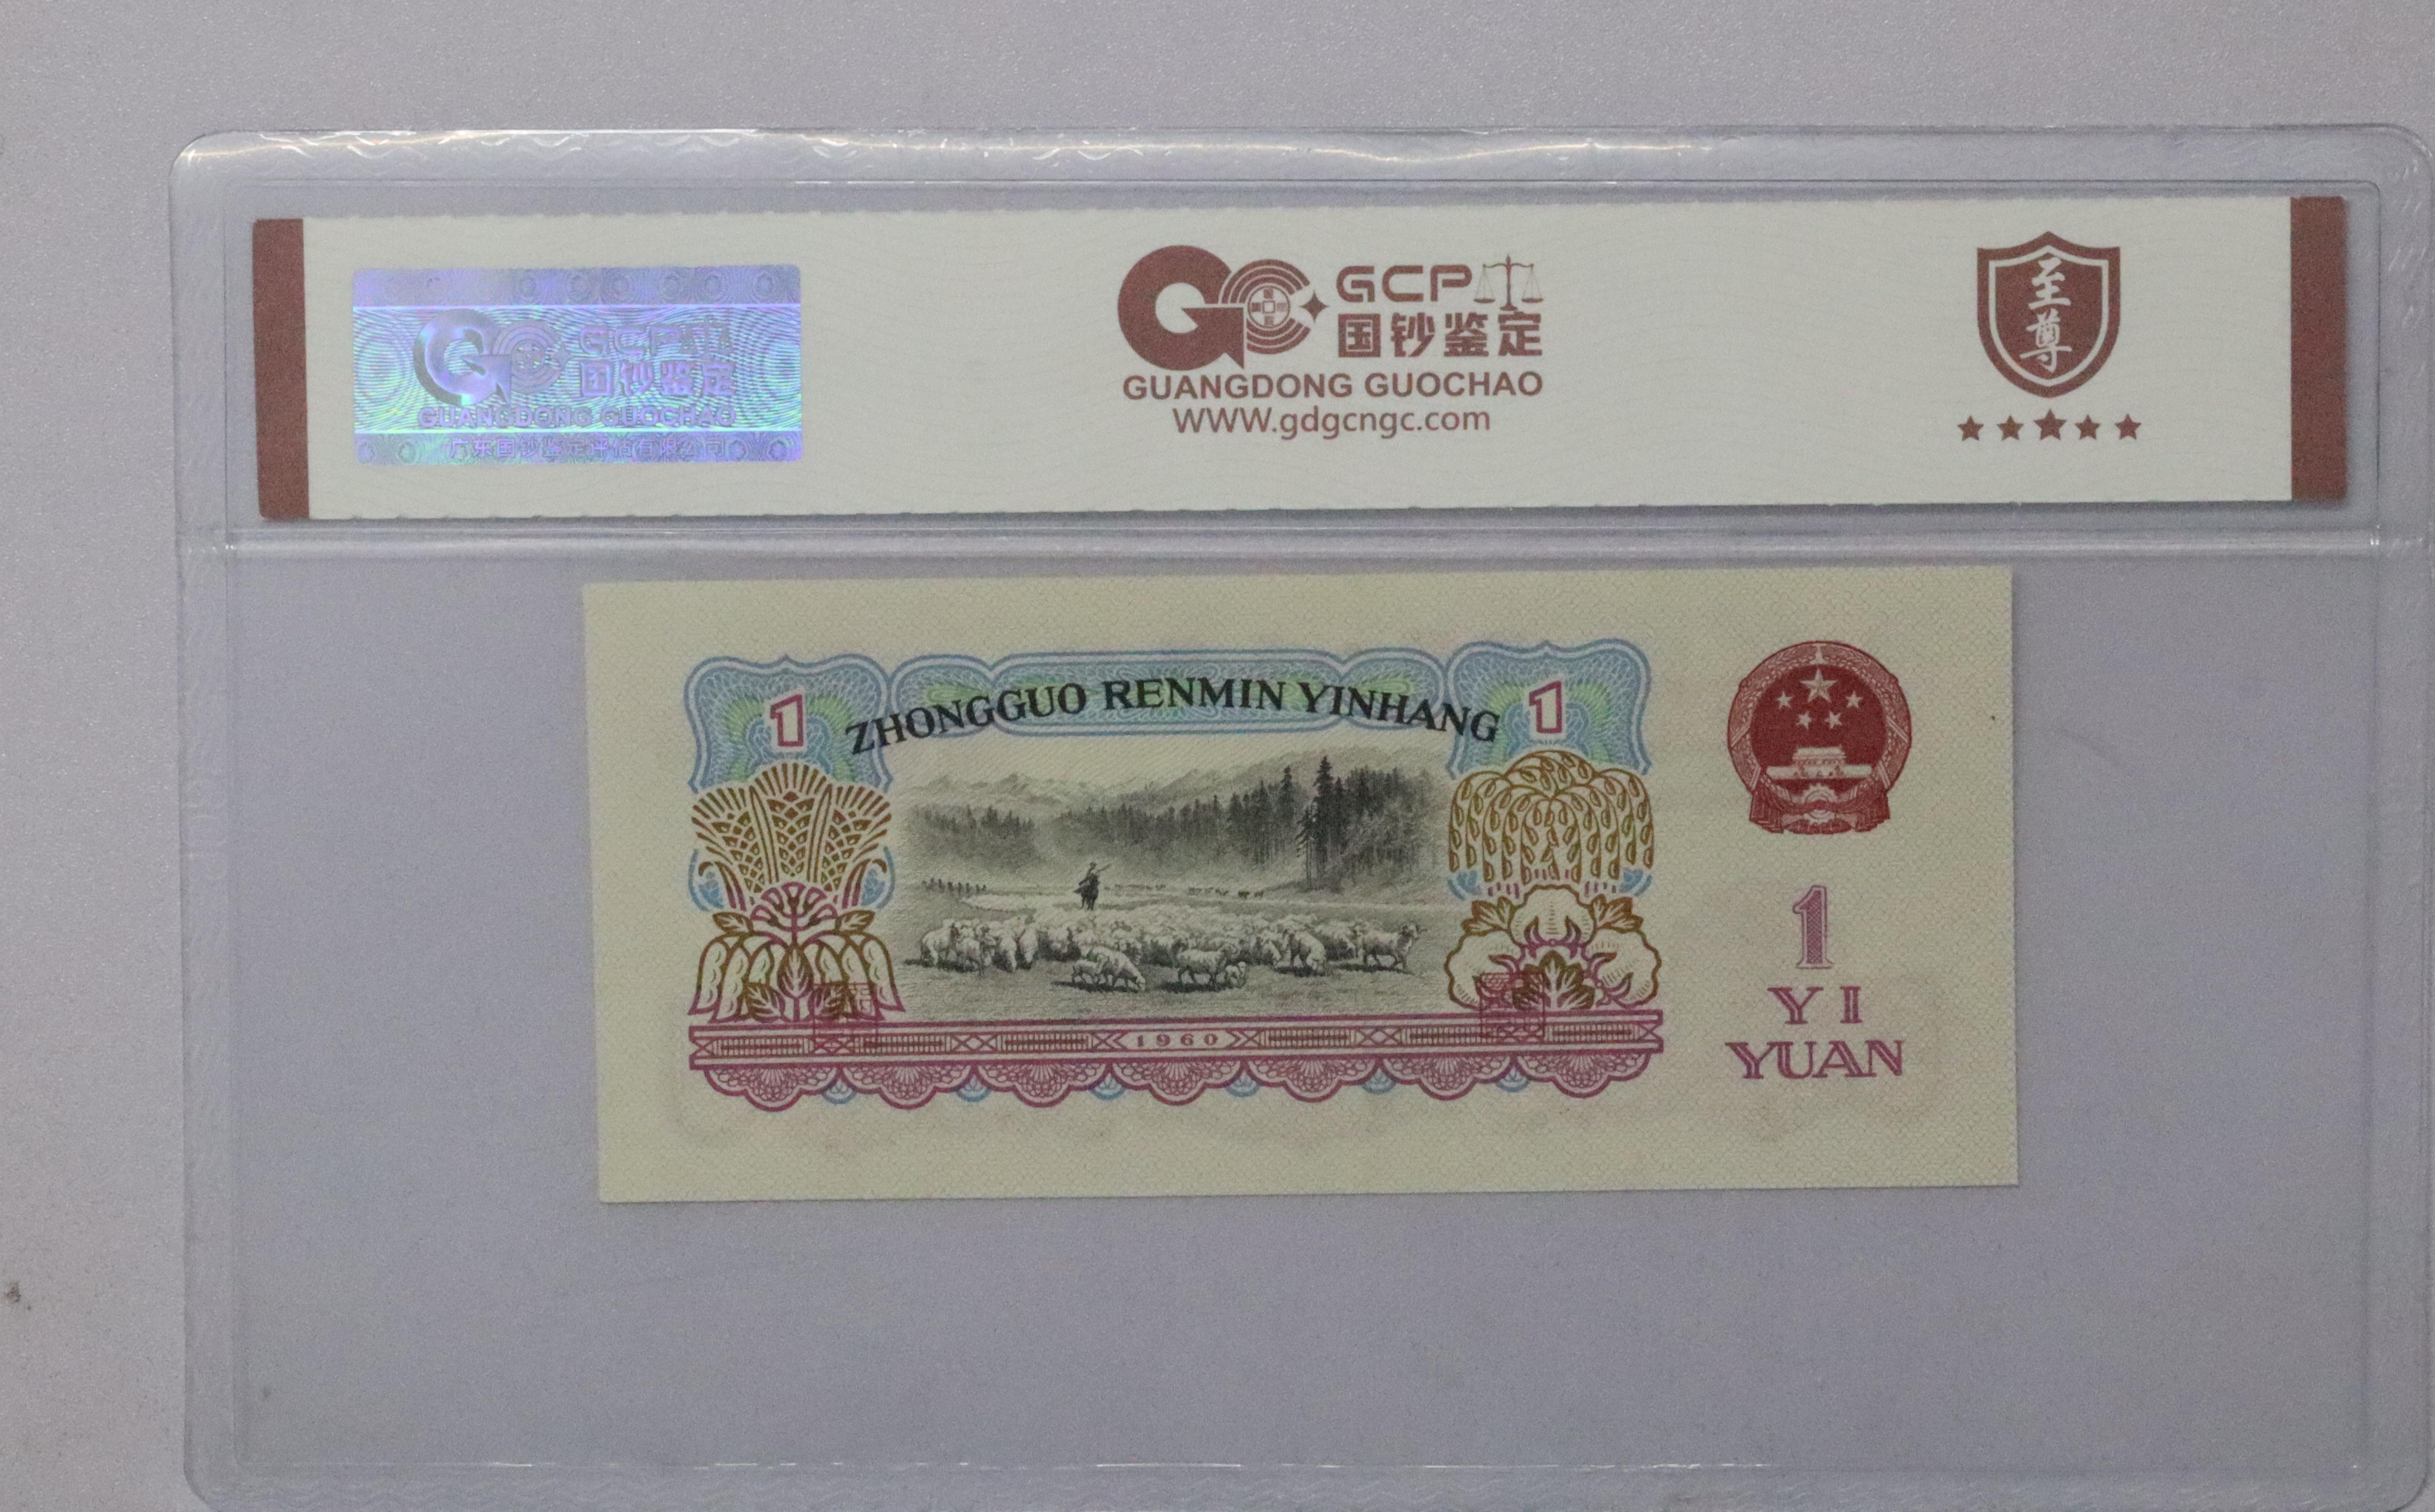 GCP
国钞鉴定
GUANGDONG GUOCHAO
广东国钞鉴定评估有限公司
GCP
国钞鉴定
GUANGDONG GUOCHAO
WWW.gdgcngc.com
至尊
1
ZHONGGUO RENMIN YINHANG
1
1960
1
YI
YUAN